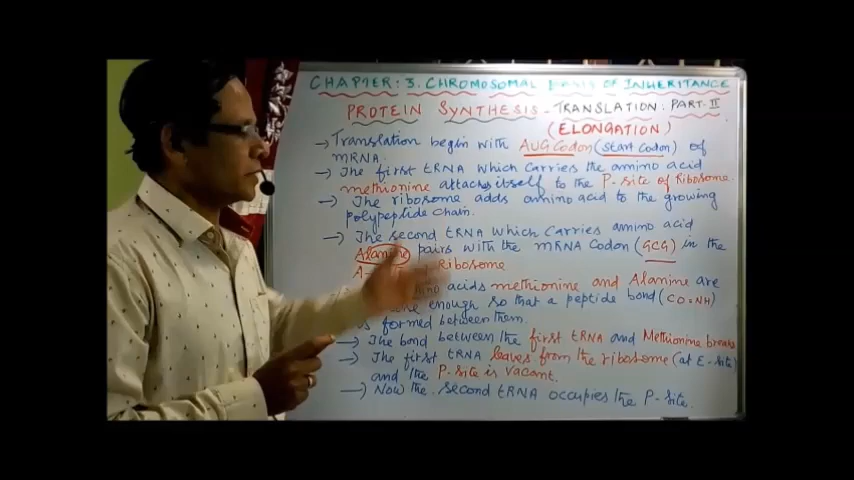 CHAPTER: 3. CHROMOSOMAL BASIS OF INHERITANCE
PROTEIN SYNTHESIS - TRANSLATION: PART-II
(ELONGATION)
→ Translation begin with AUG Codon (start Codon) of
mRNA.
→ The first tRNA which carries the amino acid
methionine attaches itself to the P-site of Ribosome.
→ The ribosome adds amino acid to the growing
polypeptide chain.
→ The second tRNA which carries amino acid
Alanine pairs with the mRNA Codon (GCG) in the
Ribosome
acids methionine and Alanine are
enough so that a peptide bond (CO=NH)
is formed between them.
→ The bond between the first tRNA and Methionine breaks
→ The first tRNA leaves from the ribosome (at E-site)
and the P-site is vacant.
→ Now the second tRNA occupies the P-site.